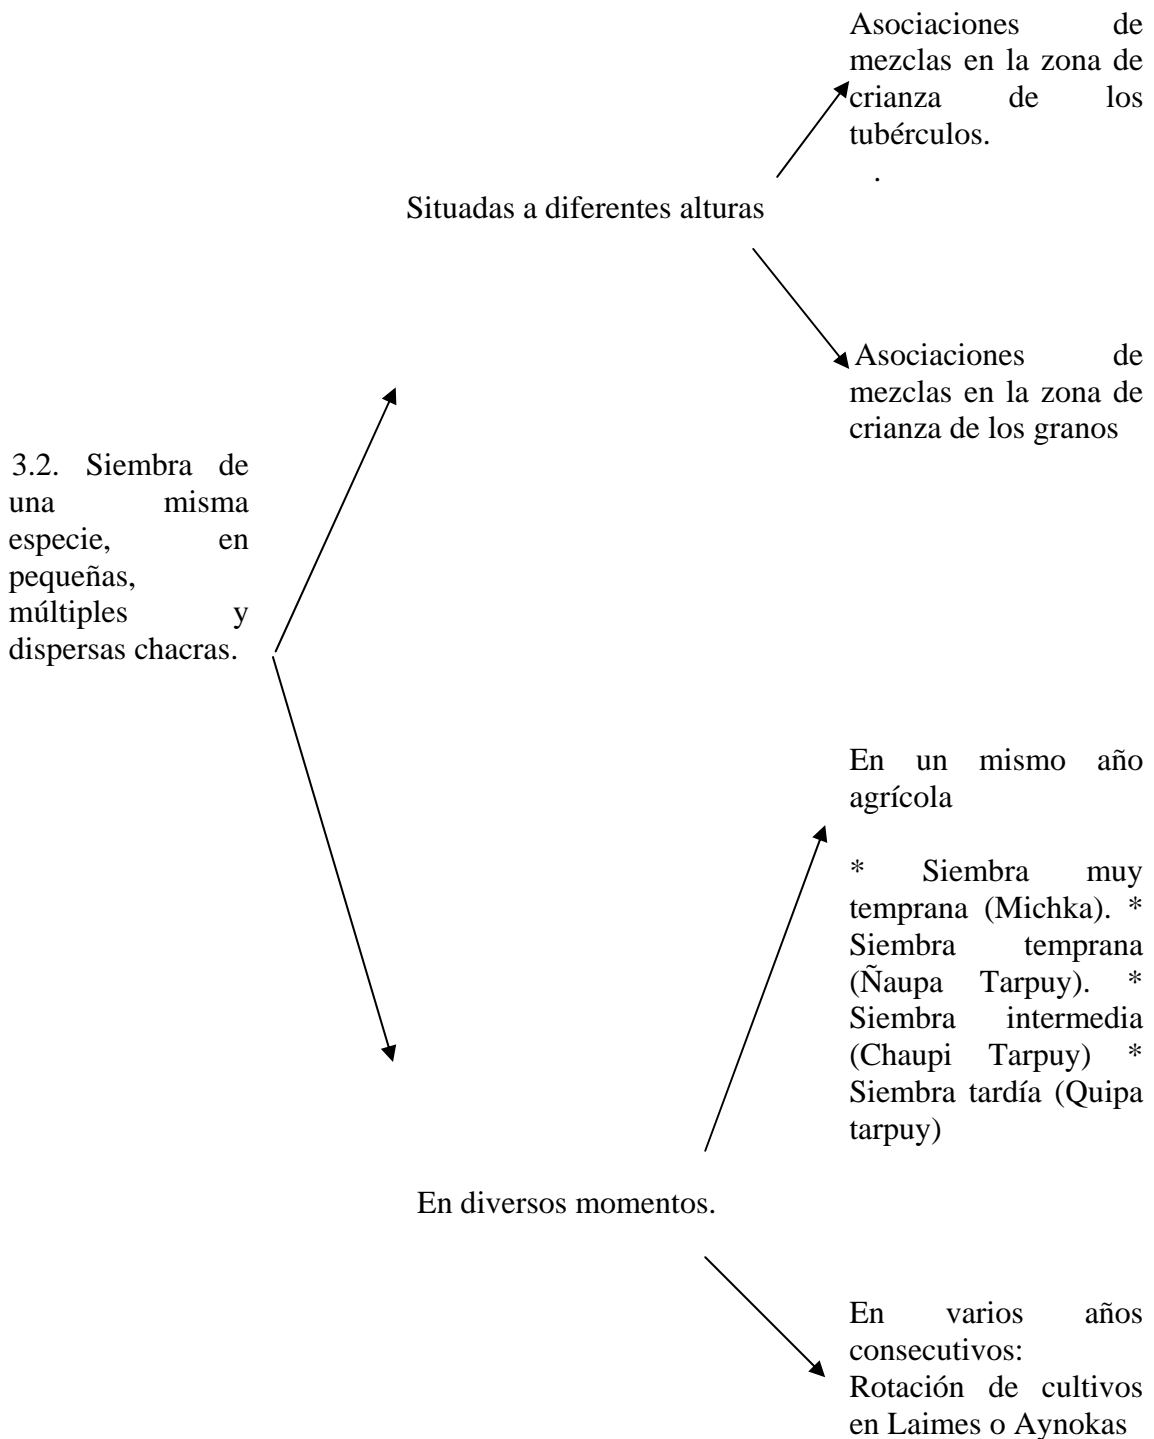 3.2. Siembra de
una misma
especie, en
pequeñas,
múltiples y
dispersas chacras.
Situadas a diferentes alturas
Asociaciones de
mezclas en la zona de
crianza de los
tubérculos.
.
Asociaciones de
mezclas en la zona de
crianza de los granos
En diversos momentos.
En un mismo año
agrícola
* Siembra muy
temprana (Michka). *
Siembra temprana
(Ñaupa Tarpuy). *
Siembra intermedia
(Chaupi Tarpuy) *
Siembra tardía (Quipa
tarpuy)
En varios años
consecutivos:
Rotación de cultivos
en Laimes o Aynokas